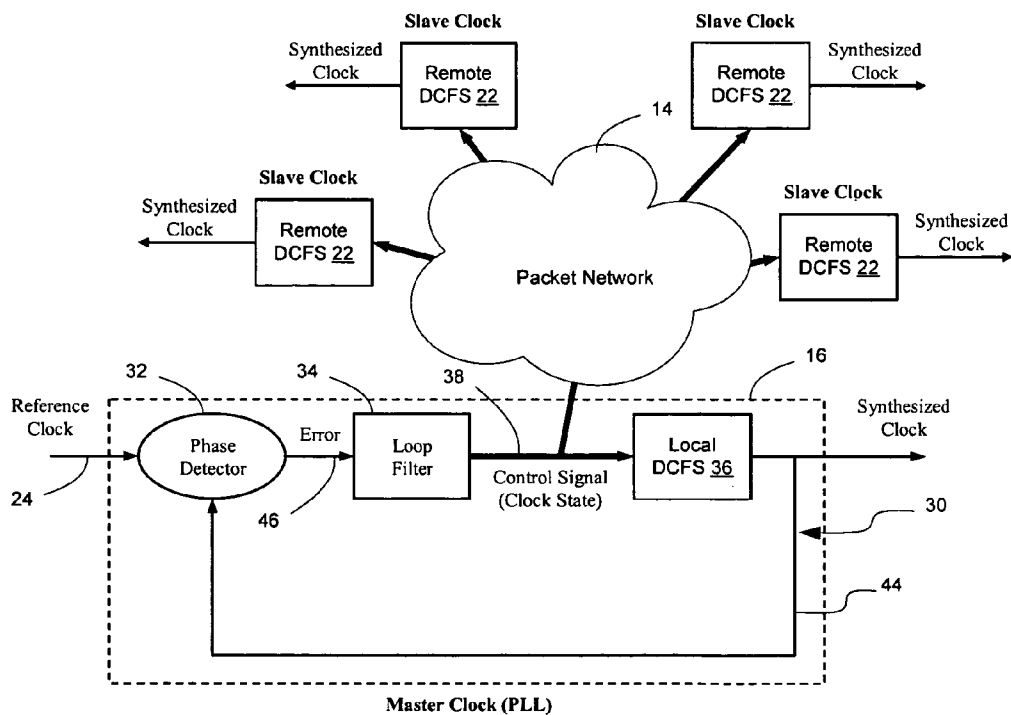 Slave Clock
Synthesized
Clock
Remote
DCFS 22
Slave Clock
Remote
DCFS 22
Synthesized
Clock
14
Slave Clock
Synthesized
Clock
Remote
DCFS 22
Slave Clock
Remote
DCFS 22
Synthesized
Clock
Packet Network
32
34
38
16
Reference
Clock
24
Phase
Detector
Error
46
Loop
Filter
Control Signal
(Clock State)
Local
DCFS 36
Synthesized
Clock
30
44
Master Clock (PLL)